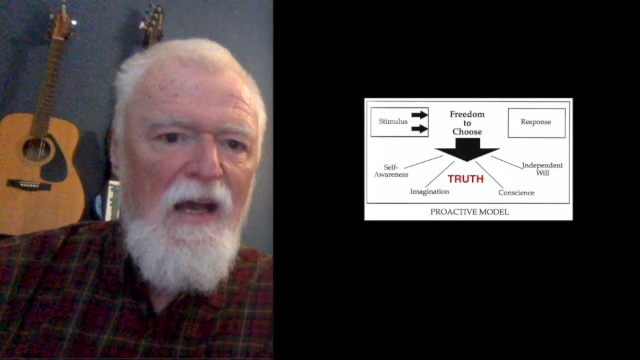 Stimulus
Freedom
to
Choose
Response
Self-
Awareness
TRUTH
Independent
Will
Imagination
Conscience
PROACTIVE MODEL